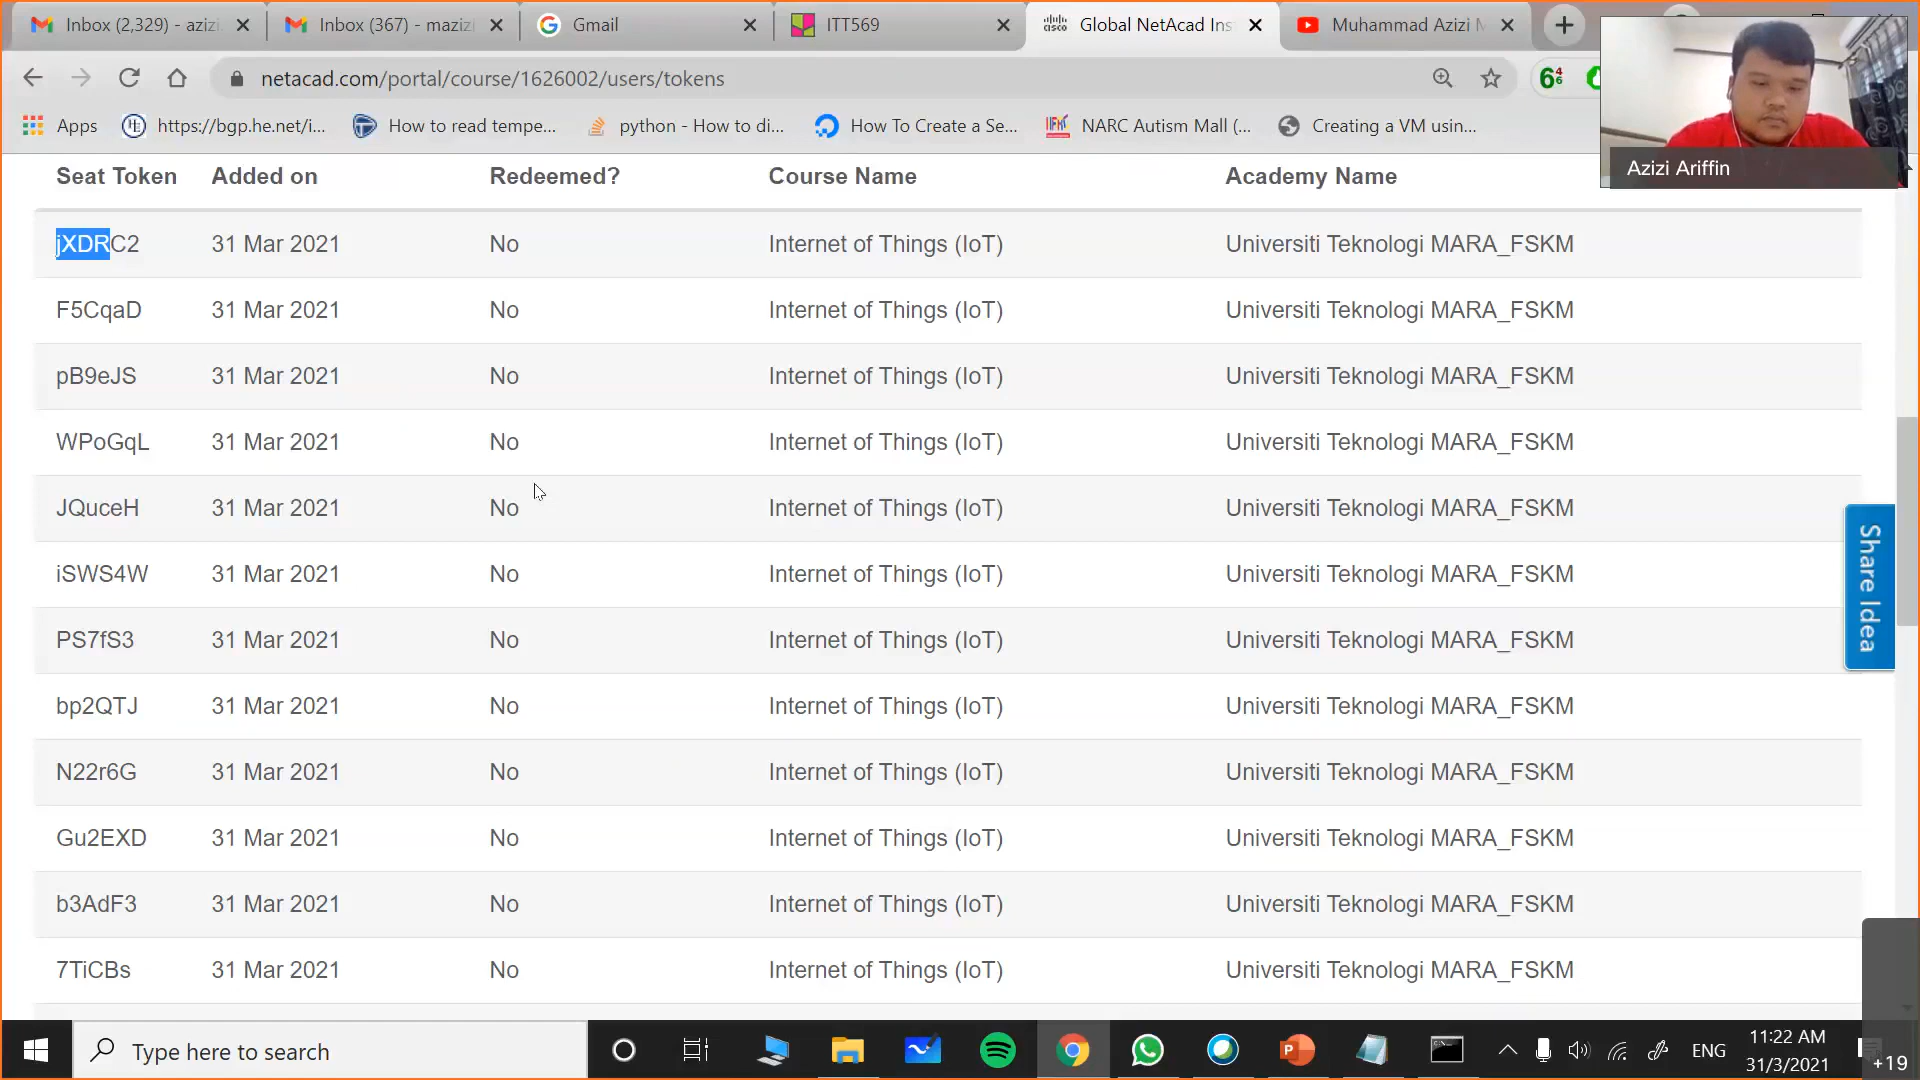 Inbox (2,329) - azizi
Inbox (367) - mazizi
Gmail
ITT569
Global NetAcad Ins
Muhammad Azizi M
netacad.com/portal/course/1626002/users/tokens
Apps
https://bgp.he.net/i...
How to read tempe...
python - How to di...
How To Create a Se...
NARC Autism Mall (...
Creating a VM usin...
Azizi Ariffin
Seat Token Added on Redeemed? Course Name Academy Name
jXDRC2 31 Mar 2021 No Internet of Things (IoT) Universiti Teknologi MARA_FSKM
F5CqaD 31 Mar 2021 No Internet of Things (IoT) Universiti Teknologi MARA_FSKM
pB9eJS 31 Mar 2021 No Internet of Things (IoT) Universiti Teknologi MARA_FSKM
WPoGqL 31 Mar 2021 No Internet of Things (IoT) Universiti Teknologi MARA_FSKM
JQuceH 31 Mar 2021 No Internet of Things (IoT) Universiti Teknologi MARA_FSKM
iSWS4W 31 Mar 2021 No Internet of Things (IoT) Universiti Teknologi MARA_FSKM
PS7fS3 31 Mar 2021 No Internet of Things (IoT) Universiti Teknologi MARA_FSKM
bp2QTJ 31 Mar 2021 No Internet of Things (IoT) Universiti Teknologi MARA_FSKM
N22r6G 31 Mar 2021 No Internet of Things (IoT) Universiti Teknologi MARA_FSKM
Gu2EXD 31 Mar 2021 No Internet of Things (IoT) Universiti Teknologi MARA_FSKM
b3AdF3 31 Mar 2021 No Internet of Things (IoT) Universiti Teknologi MARA_FSKM
7TiCBs 31 Mar 2021 No Internet of Things (IoT) Universiti Teknologi MARA_FSKM
Share Idea
Type here to search
ENG
11:22 AM
31/3/2021
+19